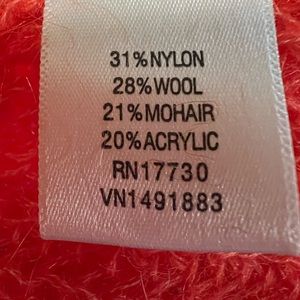 31% NYLON
28% WOOL
21% MOHAIR
20% ACRYLIC
RN17730
VN1491883